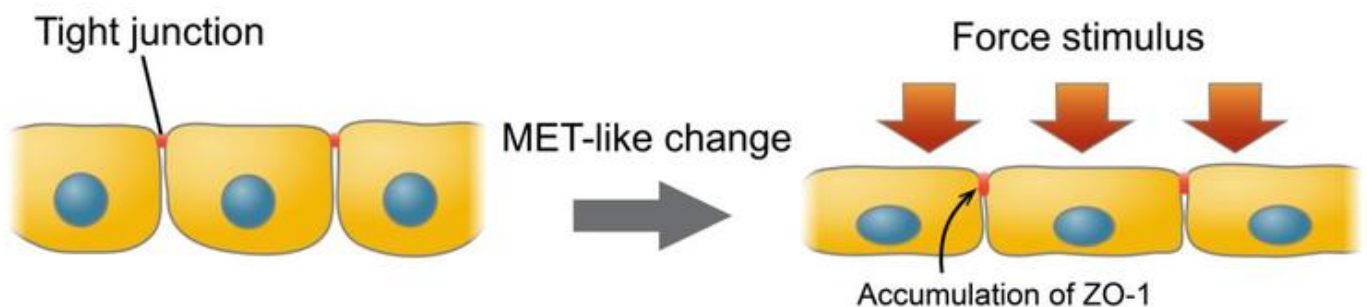 Tight junction
MET-like change
Force stimulus
Accumulation of ZO-1